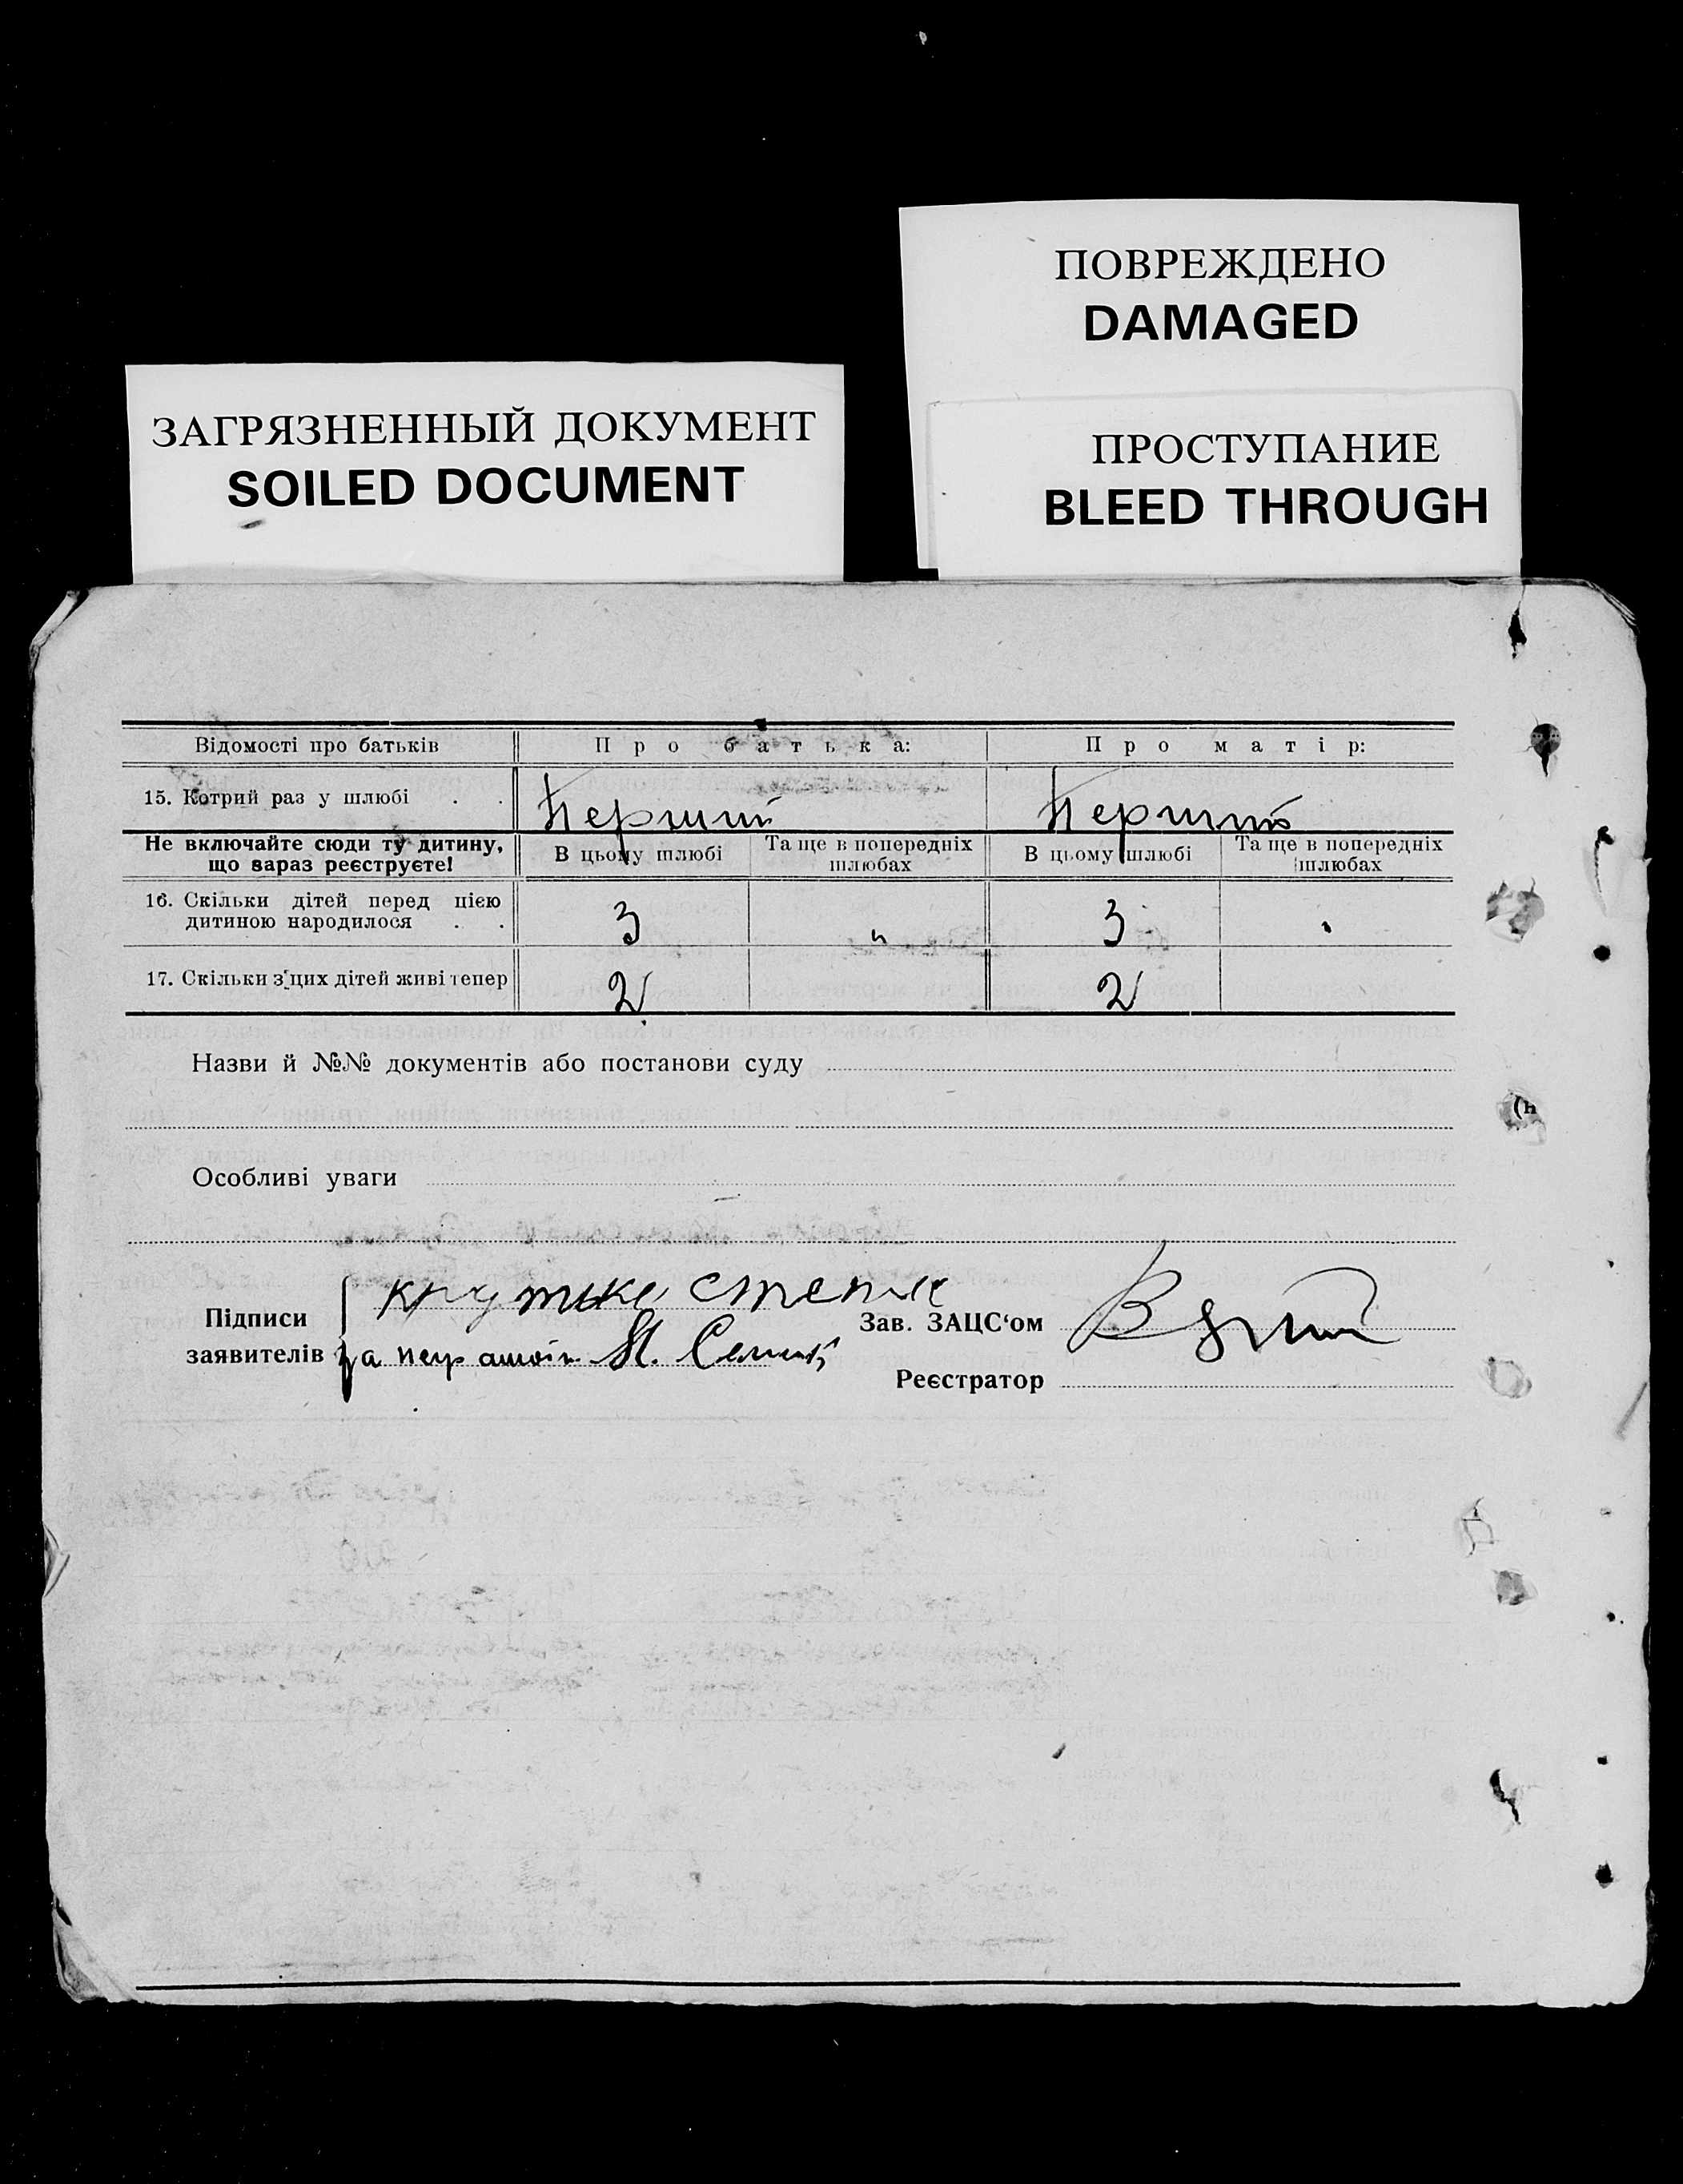 ПОВРЕЖДЕНО
DAMAGED
ЗАГРЯЗНЕННЫЙ ДОКУМЕНТ
SOILED DOCUMENT
ПРОСТУПАНИЕ
BLEED THROUGH
Відомості про батьків Про батька: Про матір:
15. Котрий раз у шлюбі . . Перший Перший
Не включайте сюди ту дитину, що зараз реєструєте! В цьому шлюбі Та ще в попередніх шлюбах В цьому шлюбі Та ще в попередніх шлюбах
16. Скільки дітей перед цією дитиною народилося . . 3 " 3
17. Скільки з цих дітей живі тепер 2 2
Назви й №№ документів або постанови суду
Особливі уваги
Підписи заявителів
Зав. ЗАЦС‘ом
за
Реєстратор